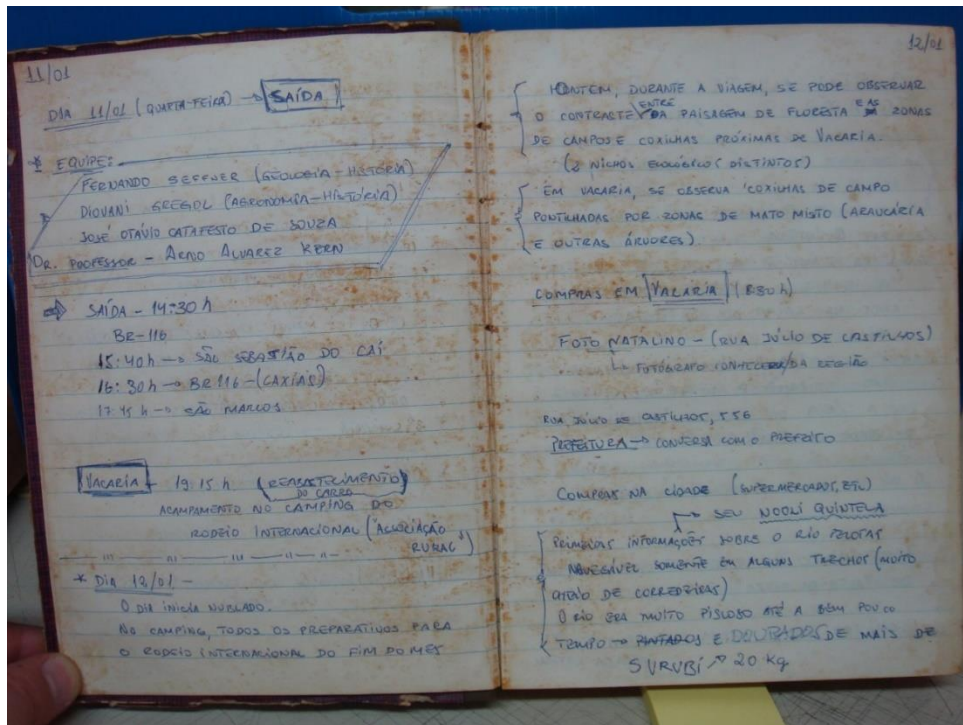 11/01
DIA 11/01 (QUARTA-FEIRA) → SAÍDA
* EQUIPE:
FERNANDO SEFFNER (GEOLOGIA - HISTÓRIA)
DIOVANI GREGOL (AGRONOMIA-HISTÓRIA)
JOSÉ OTÁVIO CATAFESTO DE SOUZA
DR. PROFESSOR - ARNO ALVAREZ KERN
⇒ SAÍDA - 14:30 h
BR-116
15:40h → SÃO SEBASTIÃO DO CAÍ
16:30h → BR116 - (CAXIAS)
17:45 h → SÃO MARCOS
VACARIA - 19:15 h. (REABASTECIMENTO)
DO CARRO
ACAMPAMENTO NO CAMPING DO
RODEIO INTERNACIONAL ("ASSOCIAÇÃO
RURAL")
* DIA 12/01 -
O DIA INICIA NUBLADO.
NO CAMPING, TODOS OS PREPARATIVOS PARA
O RODEIO INTERNACIONAL DO FIM DO MÊS
12/01
HONTEM, DURANTE A VIAGEM, SE PODE OBSERVAR
O CONTRASTE ENTRE DA PAISAGEM DE FLORESTA E AS ZONAS
DE CAMPOS E COXILHAS PRÓXIMAS DE VACARIA.
(2 NICHOS ECOLÓGICOS DISTINTOS)
EM VACARIA, SE OBSERVA COXILHAS DE CAMPO
PONTILHADAS POR ZONAS DE MATO MISTO (ARAUCÁRIA
E OUTRAS ÁRVORES)
COMPRAS EM VACARIA (830 h)
FOTO NATALINO - (RUA JÚLIO DE CASTILHOS)
↳ FOTÓGRAFO CONHECEDOR DA REGIÃO
RUA JÚLIO DE CASTILHOS, 556
PREFEITURA → CONVERSA COM O PREFEITO
COMPRAS NA CIDADE (SUPERMERCADOS, ETC)
→ SEU NOOLI QUINTELA
PRIMEIRAS INFORMAÇÕES SOBRE O RIO PELOTAS
NAVEGÁVEL SOMENTE EM ALGUNS TRECHOS (MUITO
CHEIO DE CORREDEIRAS)
O RIO ERA MUITO PISCOSO ATÉ A BEM POUCO
TEMPO → PINTADOS E DOURADOS DE MAIS DE
SURUBI ↗ 20 Kg